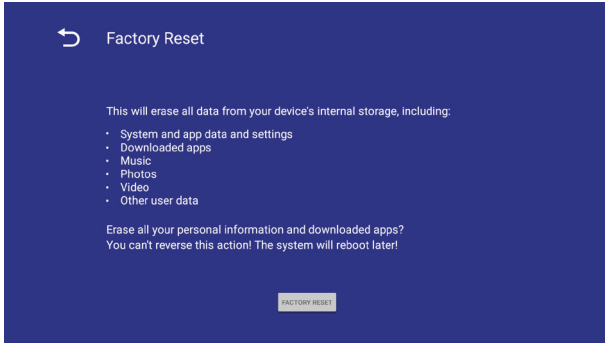 Factory Reset
This will erase all data from your device's internal storage, including:
• System and app data and settings
• Downloaded apps
• Music
• Photos
• Video
• Other user data
Erase all your personal information and downloaded apps?
You can't reverse this action! The system will reboot later!
FACTORY RESET